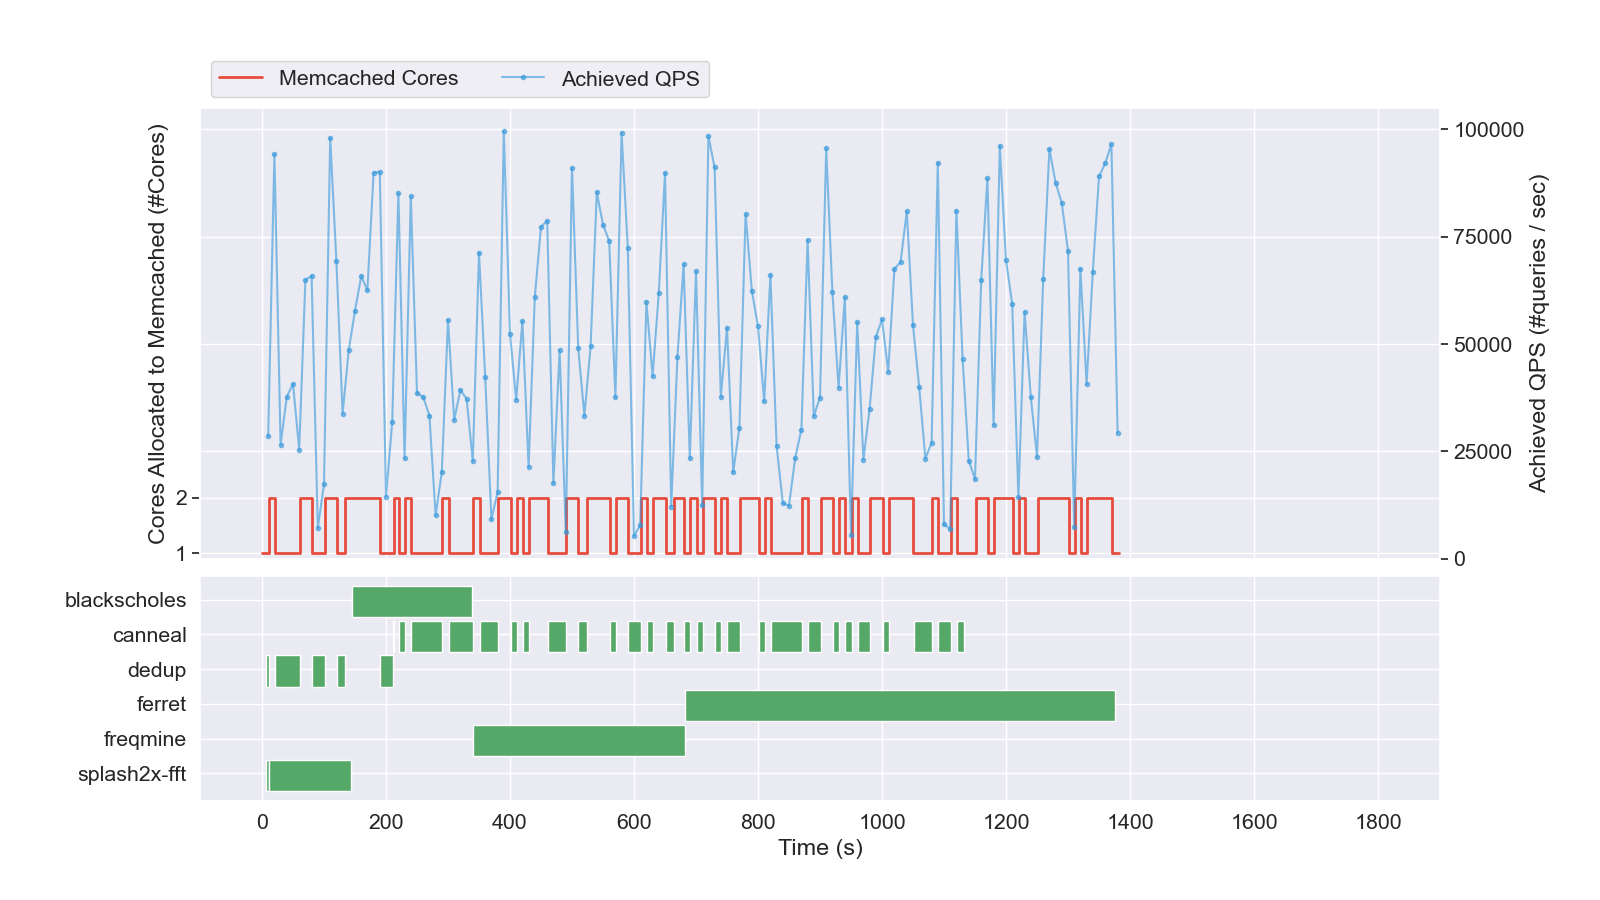 Memcached Cores
Achieved QPS
Cores Allocated to Memcached (#Cores)
2
1
100000
75000
50000
25000
0
Achieved QPS (#queries / sec)
blackscholes
canneal
dedup
ferret
freqmine
splash2x-fft
0 200 400 600 800 1000 1200 1400 1600 1800
Time (s)